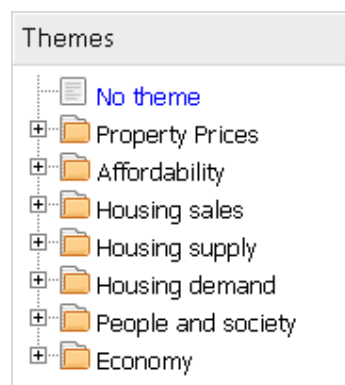 Themes
No theme
Property Prices
Affordability
Housing sales
Housing supply
Housing demand
People and society
Economy